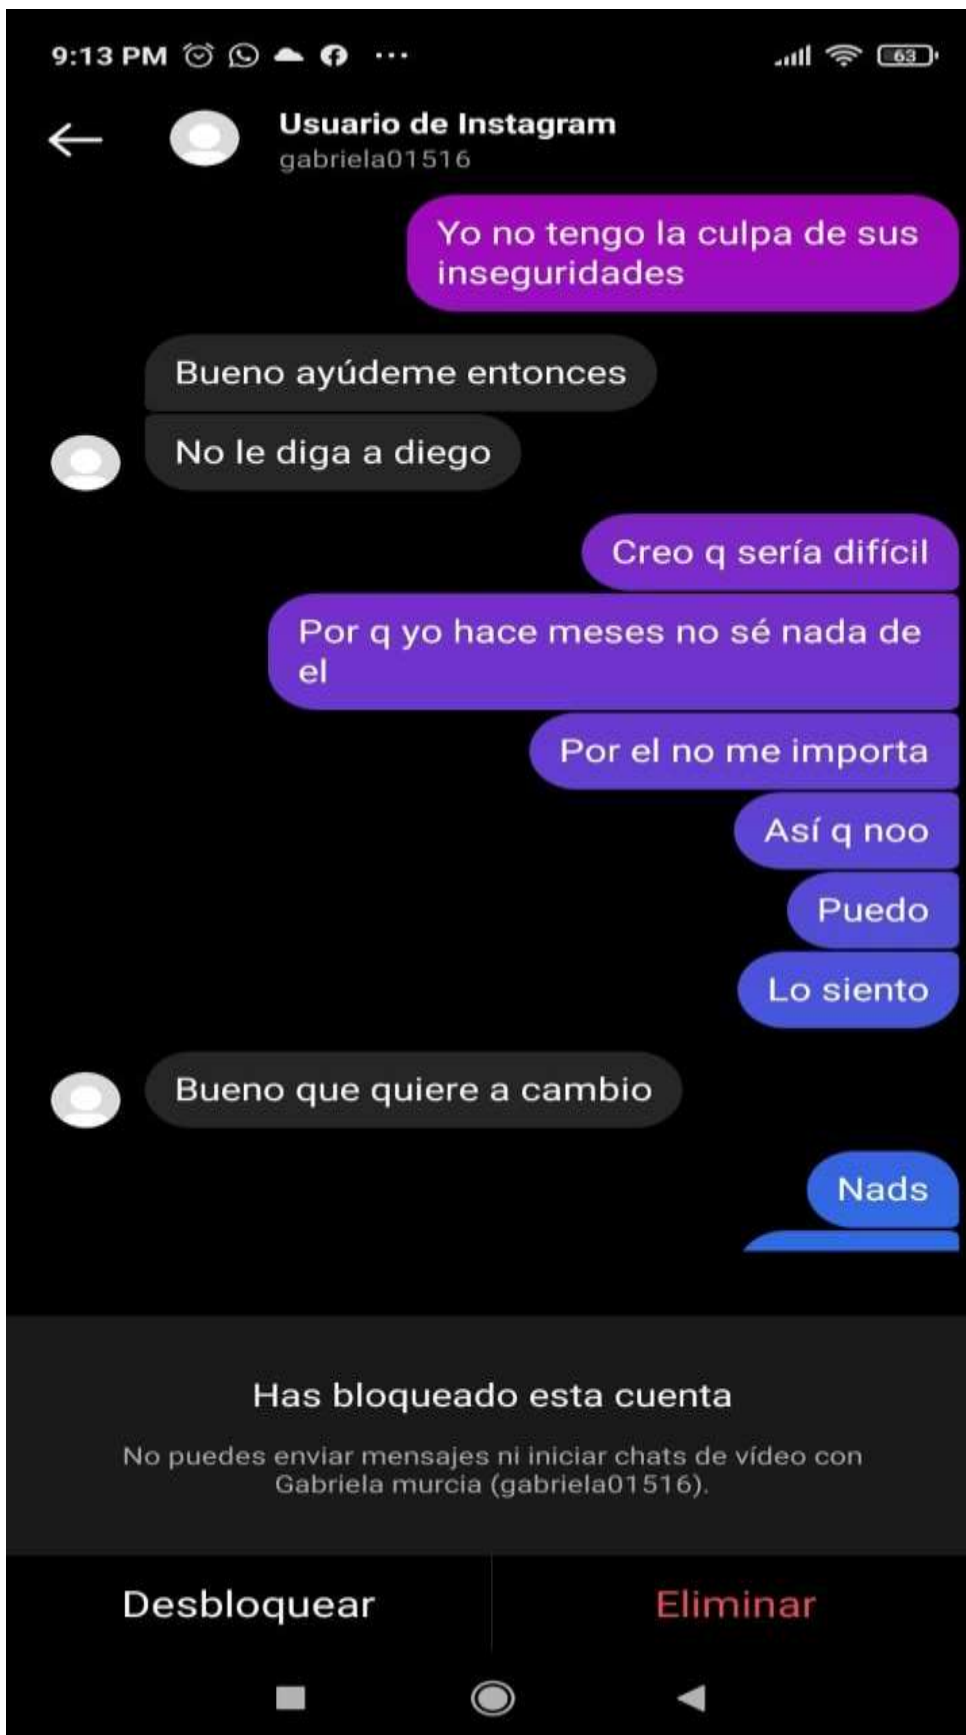 9:13 PM
63
Usuario de Instagram
gabriela01516
Yo no tengo la culpa de sus
inseguridades
Bueno ayúdeme entonces
No le diga a diego
Creo q sería difícil
Por q yo hace meses no sé nada de
el
Por el no me importa
Así q noo
Puedo
Lo siento
Bueno que quiere a cambio
Nads
Has bloqueado esta cuenta
No puedes enviar mensajes ni iniciar chats de vídeo con
Gabriela murcia (gabriela01516).
Desbloquear
Eliminar